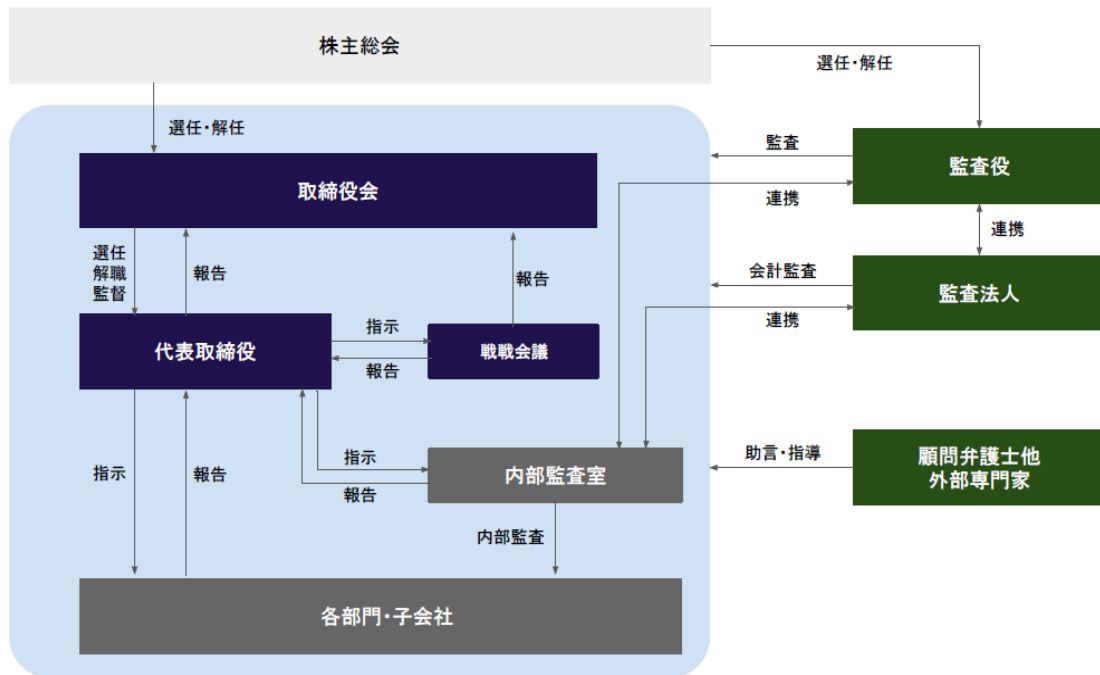 株主総会
選任・解任
選任・解任
監査
監査役
取締役会
連携
連携
選任
解職
監督
報告
報告
会計監査
監査法人
連携
代表取締役
指示
戦戦会議
報告
指示
報告
指示
報告
内部監査室
助言・指導
顧問弁護士他
外部専門家
内部監査
各部門・子会社